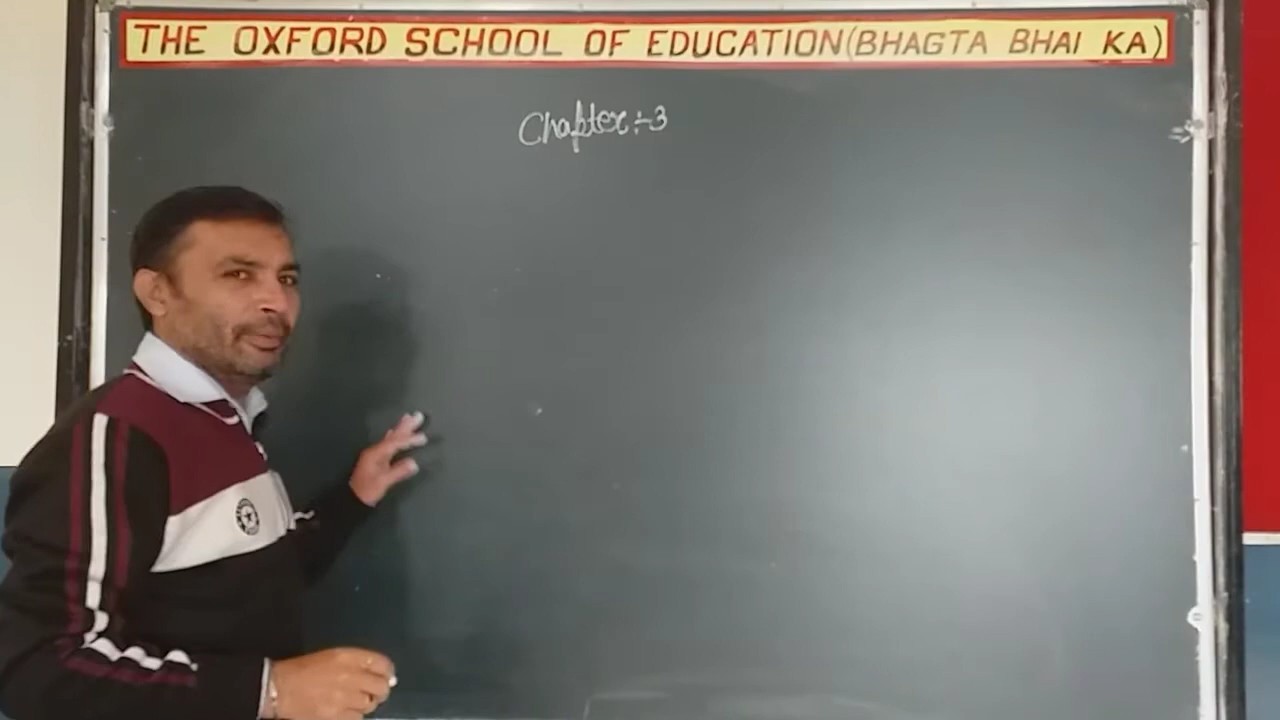 THE OXFORD SCHOOL OF EDUCATION(BHAGTA BHAI KA)
Chapter:-3